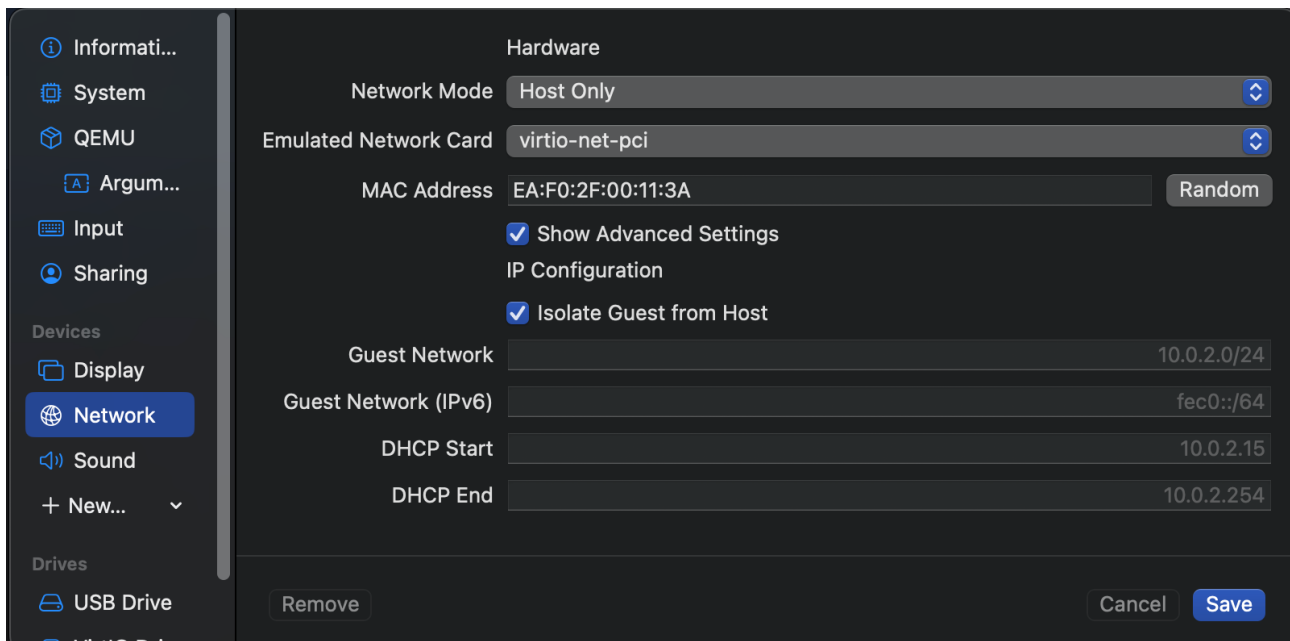 Informati...
System
QEMU
A Argum...
Input
Sharing
Devices
Display
Network
Sound
+ New...
Drives
USB Drive
Hardware
Network Mode Host Only
Emulated Network Card virtio-net-pci
MAC Address EA:F0:2F:00:11:3A Random
Show Advanced Settings
IP Configuration
Isolate Guest from Host
Guest Network 10.0.2.0/24
Guest Network (IPv6) fec0::/64
DHCP Start 10.0.2.15
DHCP End 10.0.2.254
Remove Cancel Save